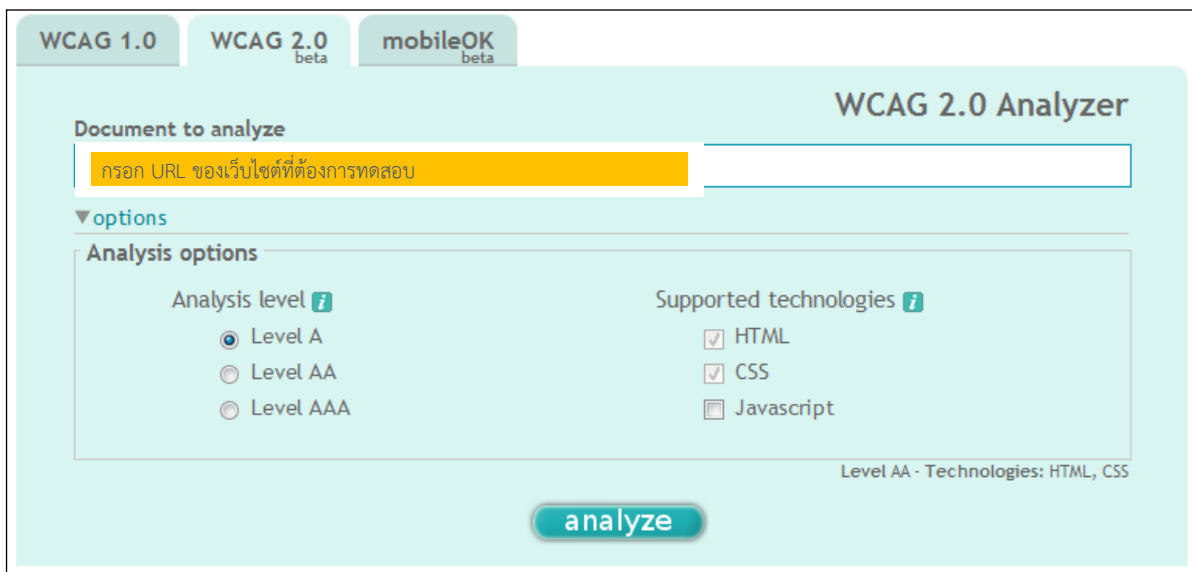 WCAG 1.0
WCAG 2.0 beta
mobileOK beta
WCAG 2.0 Analyzer
Document to analyze
กรอก URL ของเว็บไซต์ที่ต้องการทดสอบ
options
Analysis options
Analysis level i
Supported technologies i
Level A
HTML
Level AA
CSS
Level AAA
Javascript
Level AA - Technologies: HTML, CSS
analyze